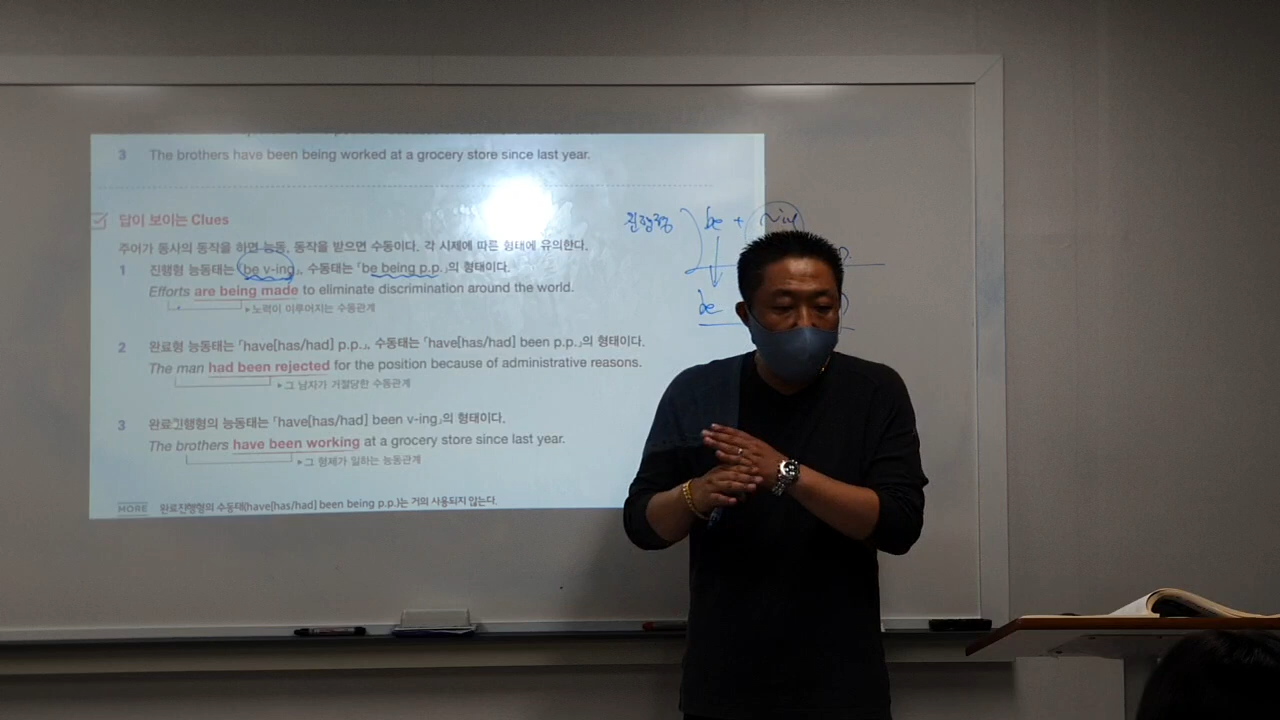 3 The brothers have been being worked at a grocery store since last year.
답이 보이는 Clues
주어가 동사의 동작을 하면 능동, 동작을 받으면 수동이다. 각 시제에 따른 형태에 유의한다.
1 진행형 능동태는 「be v-ing」, 수동태는 「be being p.p.」의 형태이다.
Efforts are being made to eliminate discrimination around the world.
▸노력이 이루어지는 수동관계
2 완료형 능동태는 「have[has/had] p.p.」, 수동태는 「have[has/had] been p.p.」의 형태이다.
The man had been rejected for the position because of administrative reasons.
▸그 남자가 거절당한 수동관계
3 완료진행형의 능동태는 「have[has/had] been v-ing」의 형태이다.
The brothers have been working at a grocery store since last year.
▸그 형제가 일하는 능동관계
MORE 완료진행형의 수동태(have[has/had] been being p.p.)는 거의 사용되지 않는다.
진행형 be + ~ing
be